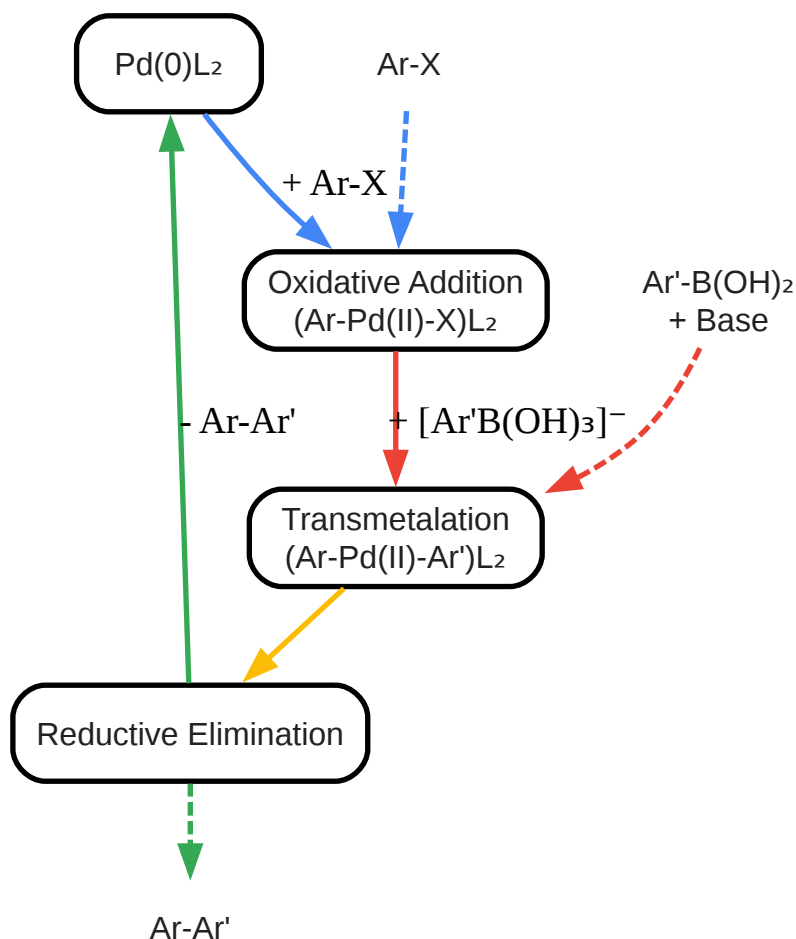 Pd(0)L₂
Ar-X
+ Ar-X
Oxidative Addition
(Ar-Pd(II)-X)L₂
Ar'-B(OH)₂
+ Base
- Ar-Ar'
+ [Ar'B(OH)₃]⁻
Transmetalation
(Ar-Pd(II)-Ar')L₂
Reductive Elimination
Ar-Ar'